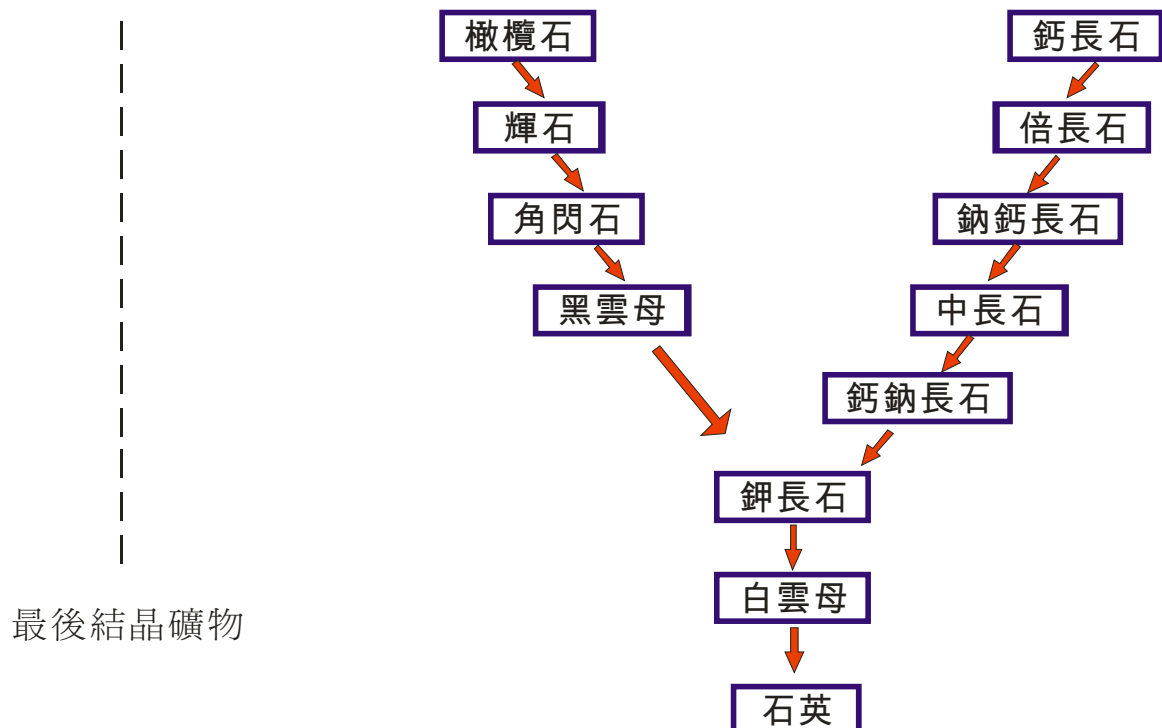 橄欖石
鈣長石
輝石
倍長石
角閃石
鈉鈣長石
黑雲母
中長石
鈣鈉長石
鉀長石
白雲母
最後結晶礦物
石英